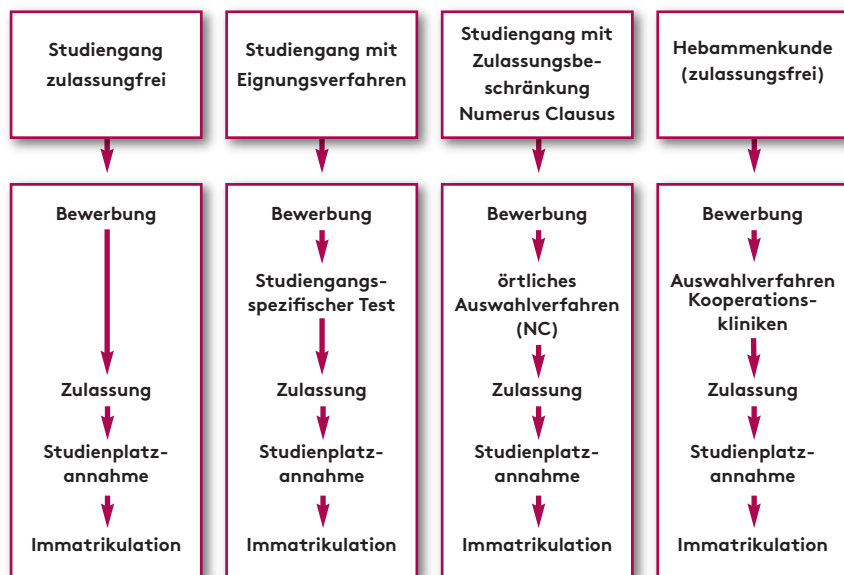 Studiengang
zulassungfrei
Studiengang mit
Eignungsverfahren
Studiengang mit
Zulassungsbe-
schränkung
Numerus Clausus
Hebammenkunde
(zulassungsfrei)
Bewerbung
Zulassung
Studienplatz-
annahme
Immatrikulation
Bewerbung
Studiengangs-
spezifischer Test
Zulassung
Studienplatz-
annahme
Immatrikulation
Bewerbung
örtliches
Auswahlverfahren
(NC)
Zulassung
Studienplatz-
annahme
Immatrikulation
Bewerbung
Auswahlverfahren
Kooperations-
kliniken
Zulassung
Studienplatz-
annahme
Immatrikulation